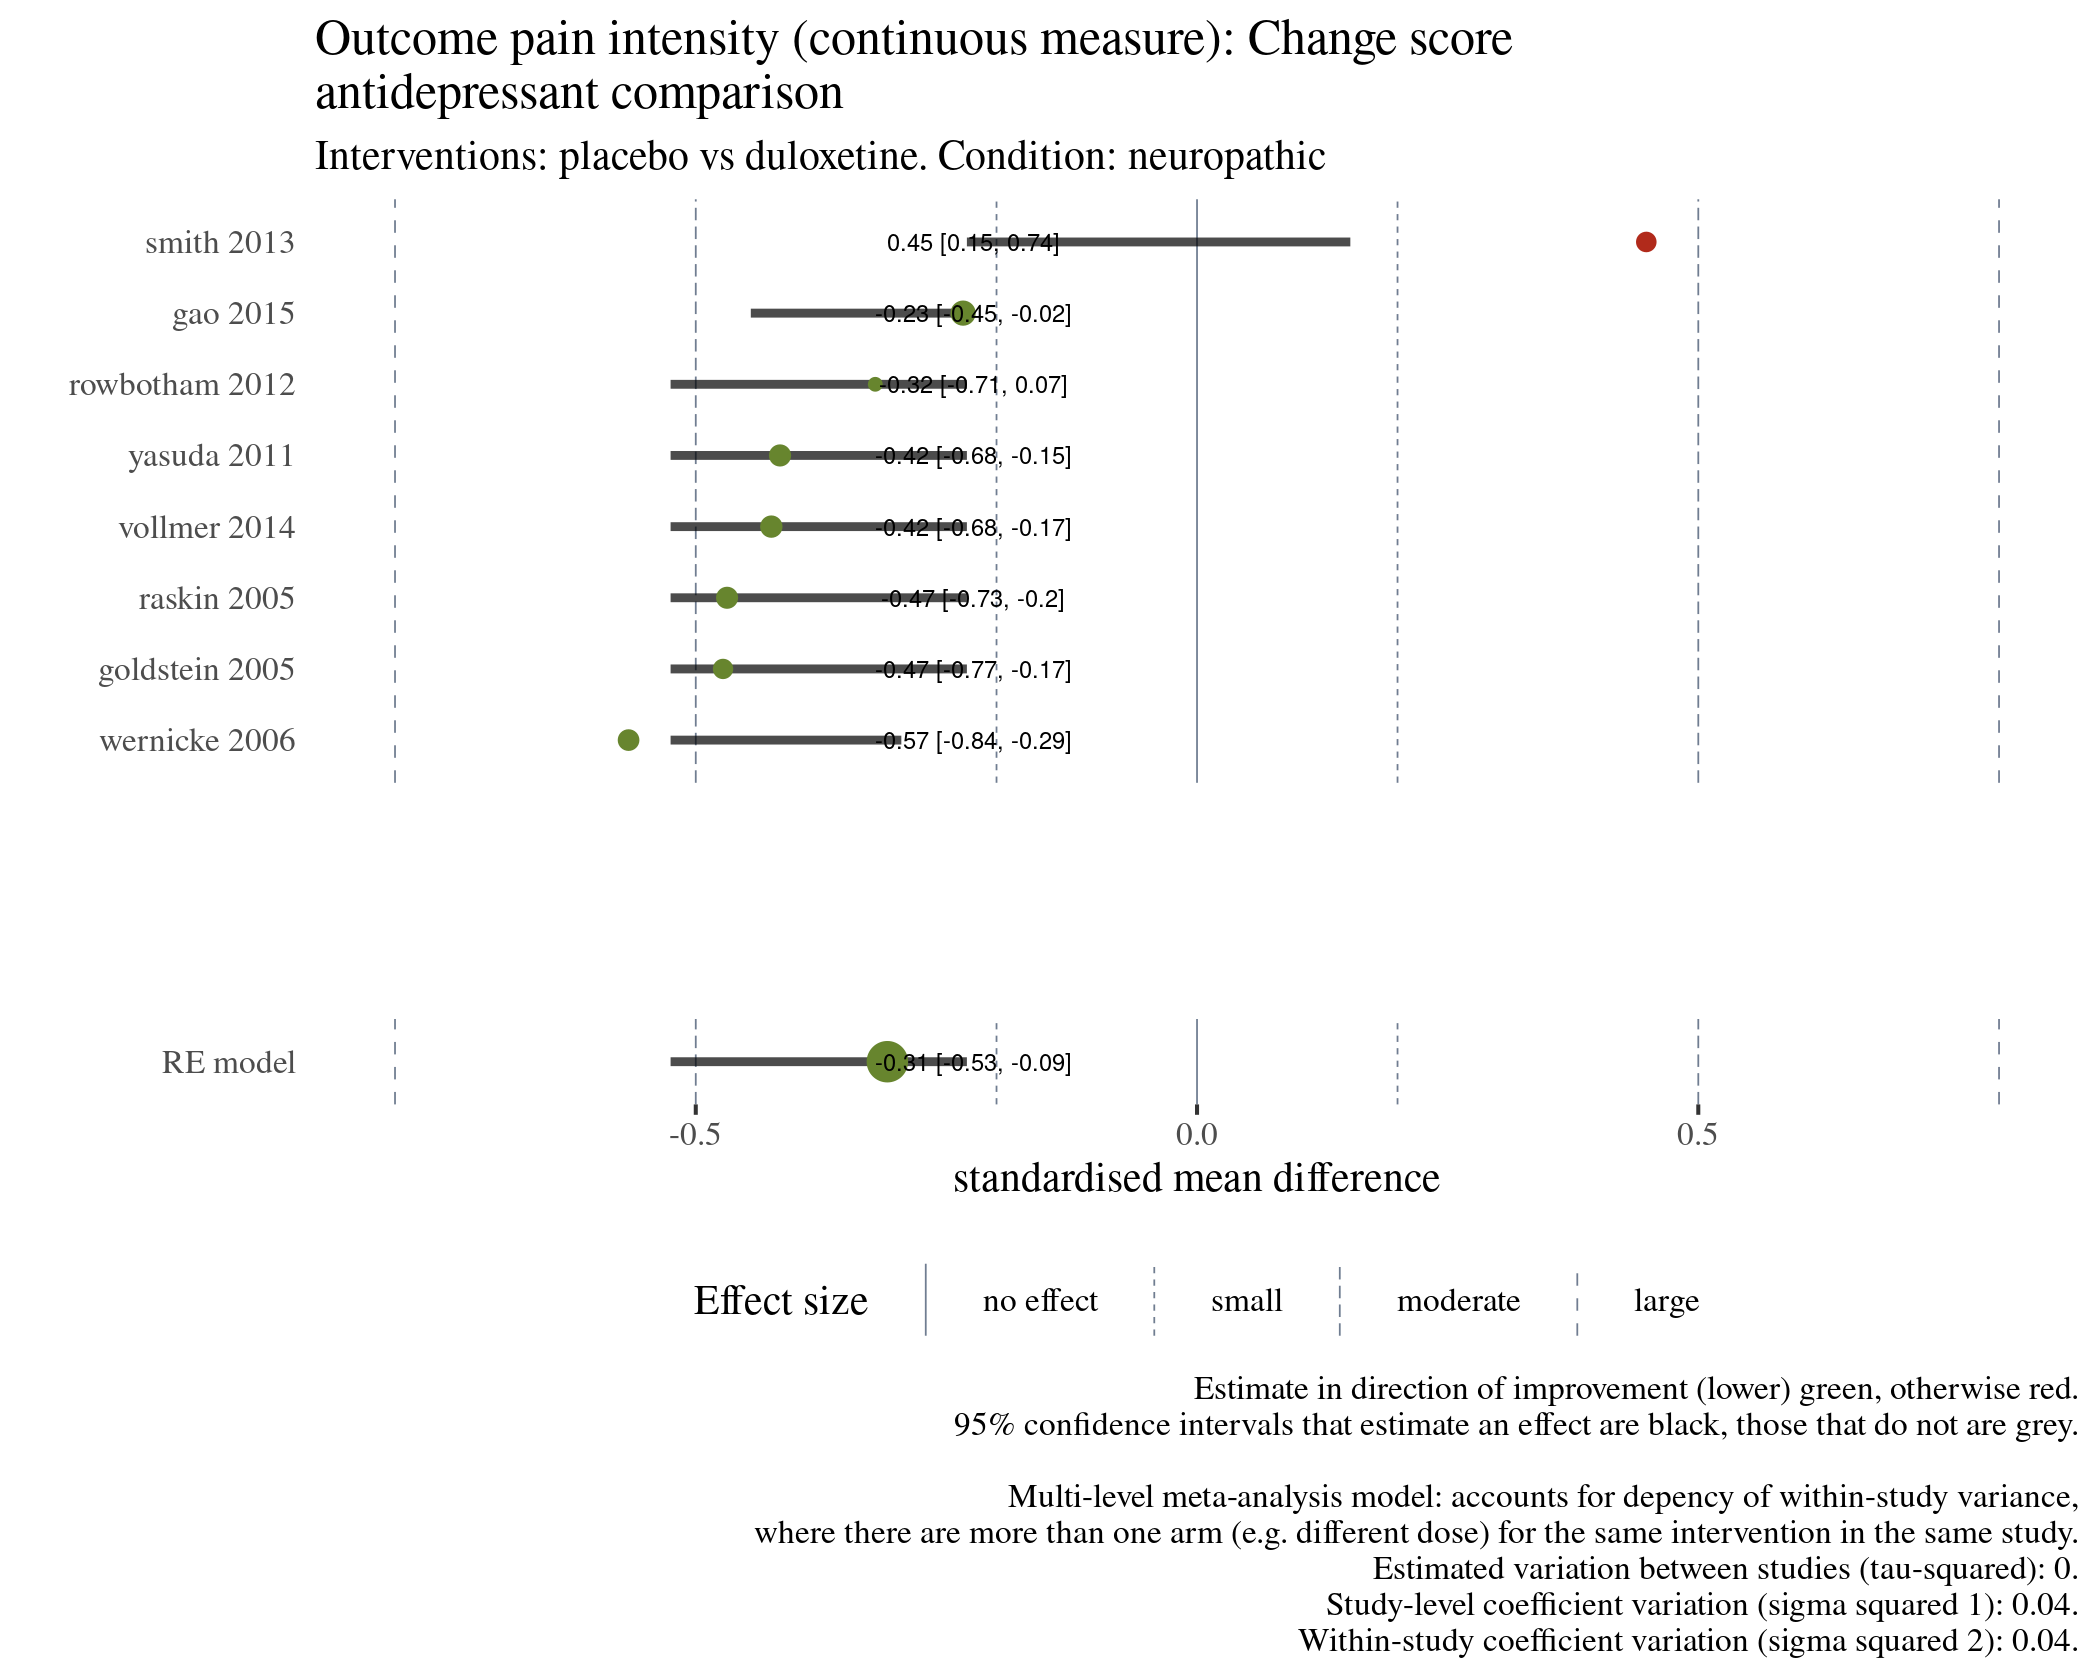 Outcome pain intensity (continuous measure): Change score
antidepressant comparison
Interventions: placebo vs duloxetine. Condition: neuropathic
smith 2013 0.45 [0.15, 0.74]
gao 2015 -0.23 [-0.45, -0.02]
rowbotham 2012 -0.32 [-0.71, 0.07]
yasuda 2011 -0.42 [-0.68, -0.15]
vollmer 2014 -0.42 [-0.68, -0.17]
raskin 2005 -0.47 [-0.73, -0.2]
goldstein 2005 -0.47 [-0.77, -0.17]
wernicke 2006 -0.57 [-0.84, -0.29]
RE model -0.31 [-0.53, -0.09]
-0.5 0.0 0.5
standardised mean difference
Effect size no effect small moderate large
Estimate in direction of improvement (lower) green, otherwise red.
95% confidence intervals that estimate an effect are black, those that do not are grey.
Multi-level meta-analysis model: accounts for depency of within-study variance,
where there are more than one arm (e.g. different dose) for the same intervention in the same study.
Estimated variation between studies (tau-squared): 0.
Study-level coefficient variation (sigma squared 1): 0.04.
Within-study coefficient variation (sigma squared 2): 0.04.